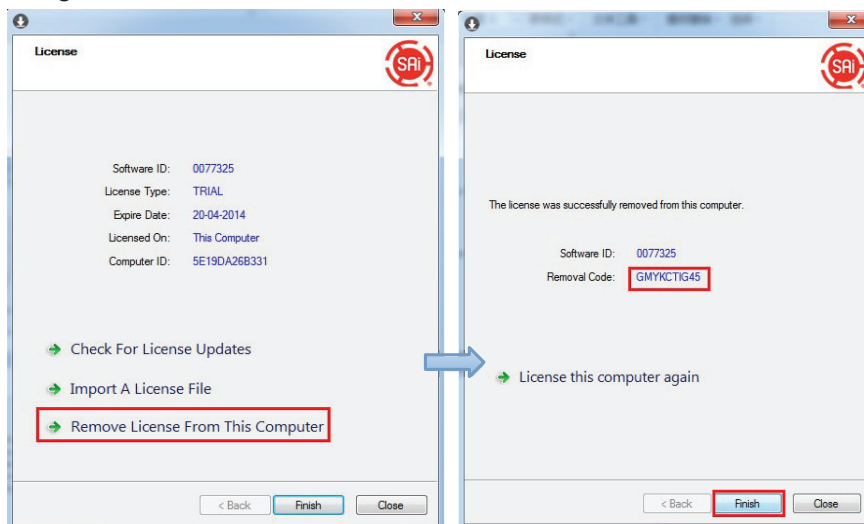 License
SAi
Software ID: 0077325
License Type: TRIAL
Expire Date: 20-04-2014
Licensed On: This Computer
Computer ID: 5E19DA26B331
Check For License Updates
Import A License File
Remove License From This Computer
< Back Finish Close
License
SAi
The license was successfully removed from this computer.
Software ID: 0077325
Removal Code: GMYKCTIG45
License this computer again
< Back Finish Close